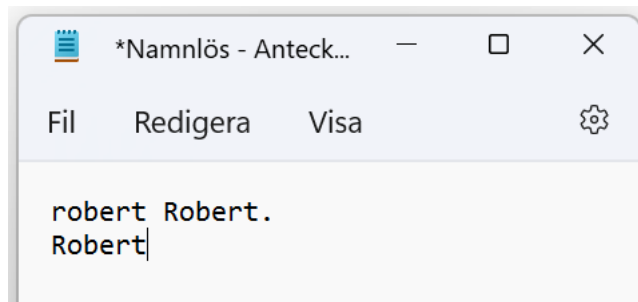 *Namnlös - Anteck...
Fil Redigera Visa
robert Robert.
Robert